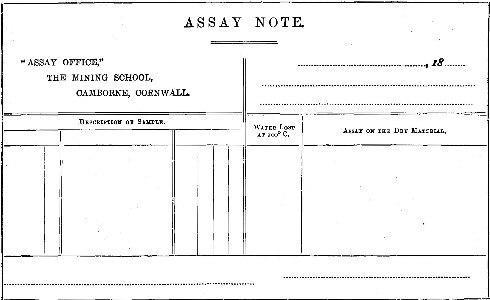 ASSAY NOTE.
"ASSAY OFFICE,"
THE MINING SCHOOL,
CAMBORNE, CORNWALL.
, 18
DESCRIPTION OF SAMPLE.
WATER LOST
AT 100° C.
ASSAY ON THE DRY MATERIAL.